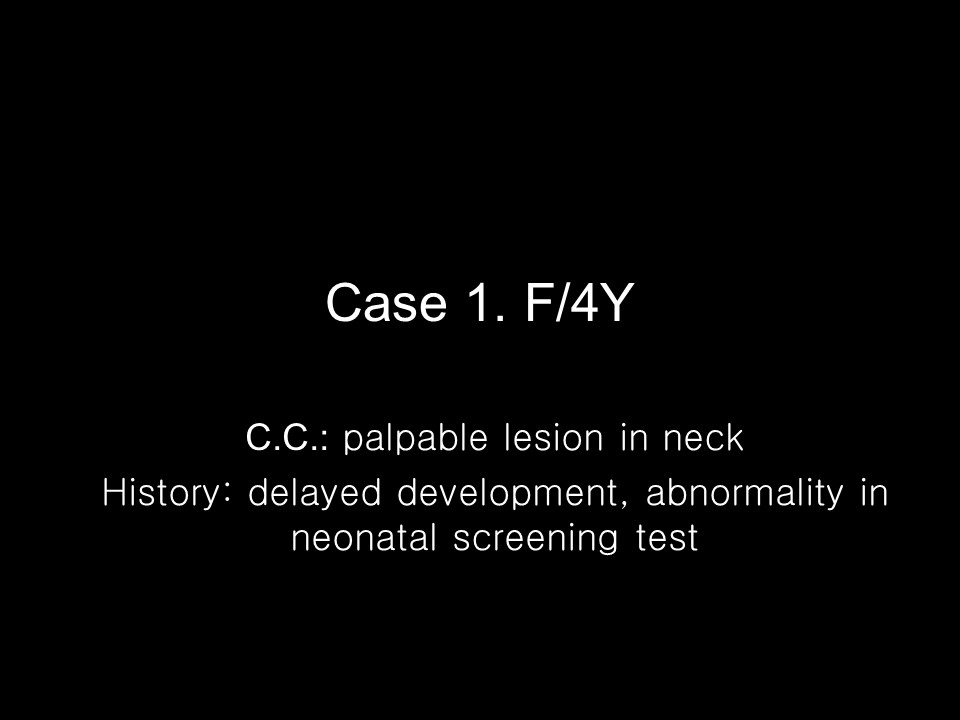 Case 1. F/4Y
C.C.: palpable lesion in neck
History: delayed development, abnormality in
neonatal screening test